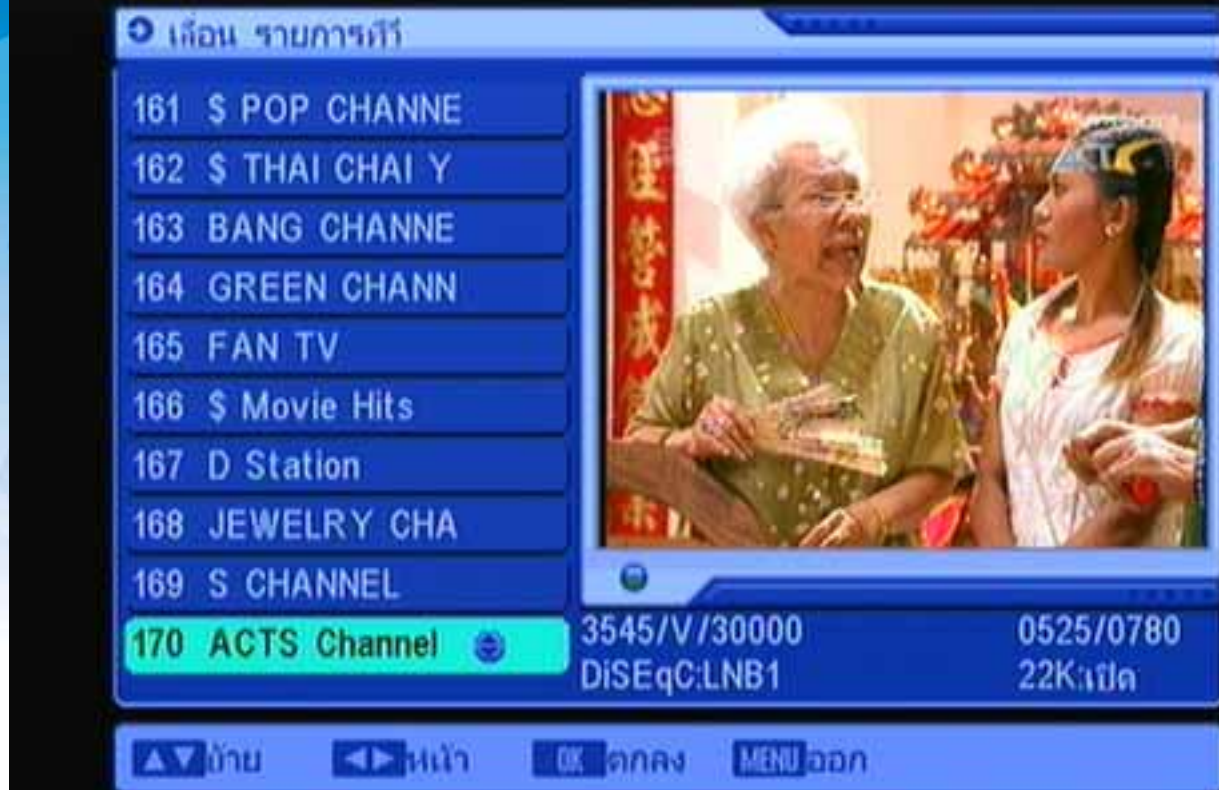 เลื่อน รายการทีวี
161 $ POP CHANNE
162 $ THAI CHAI Y
163 BANG CHANNE
164 GREEN CHANN
165 FAN TV
166 $ Movie Hits
167 D Station
168 JEWELRY CHA
169 S CHANNEL
170 ACTS Channel
3545/V/30000 0525/0780
DiSEqC:LNB1 22K:เปิด
ย้าย หน้า OK ตกลง MENU ออก